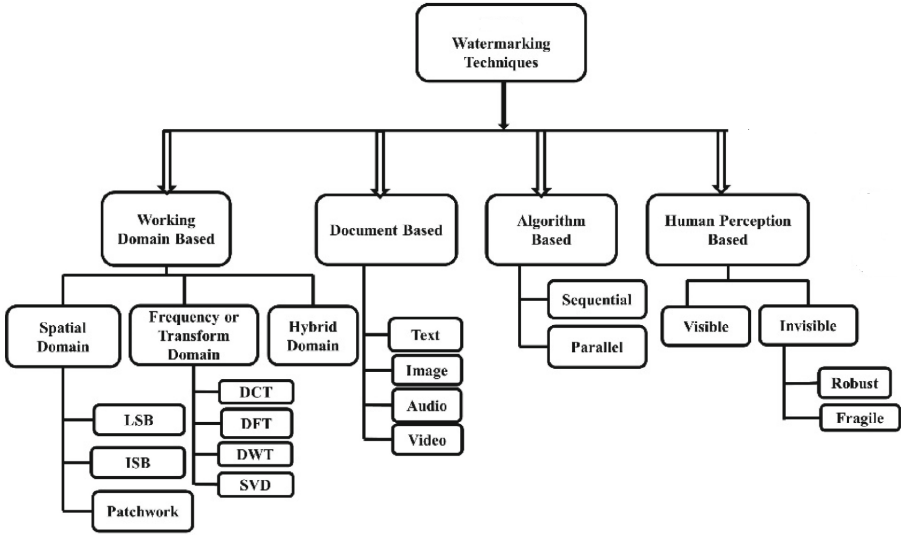 Watermarking
Techniques
Working
Domain Based
Document Based
Algorithm
Based
Human Perception
Based
Spatial
Domain
Frequency or
Transform
Domain
Hybrid
Domain
LSB
ISB
Patchwork
DCT
DFT
DWT
SVD
Text
Image
Audio
Video
Sequential
Parallel
Visible
Invisible
Robust
Fragile